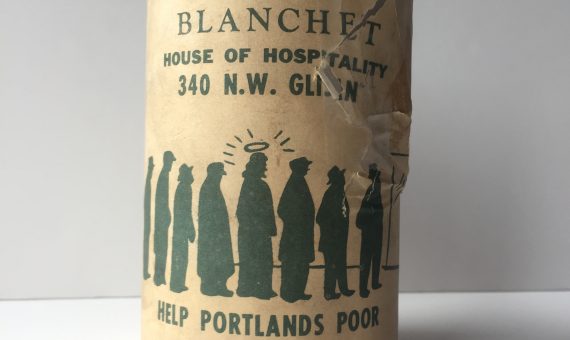 BLANCHET
HOUSE OF HOSPITALITY
340 N.W.
HELP PORTLANDS POOR